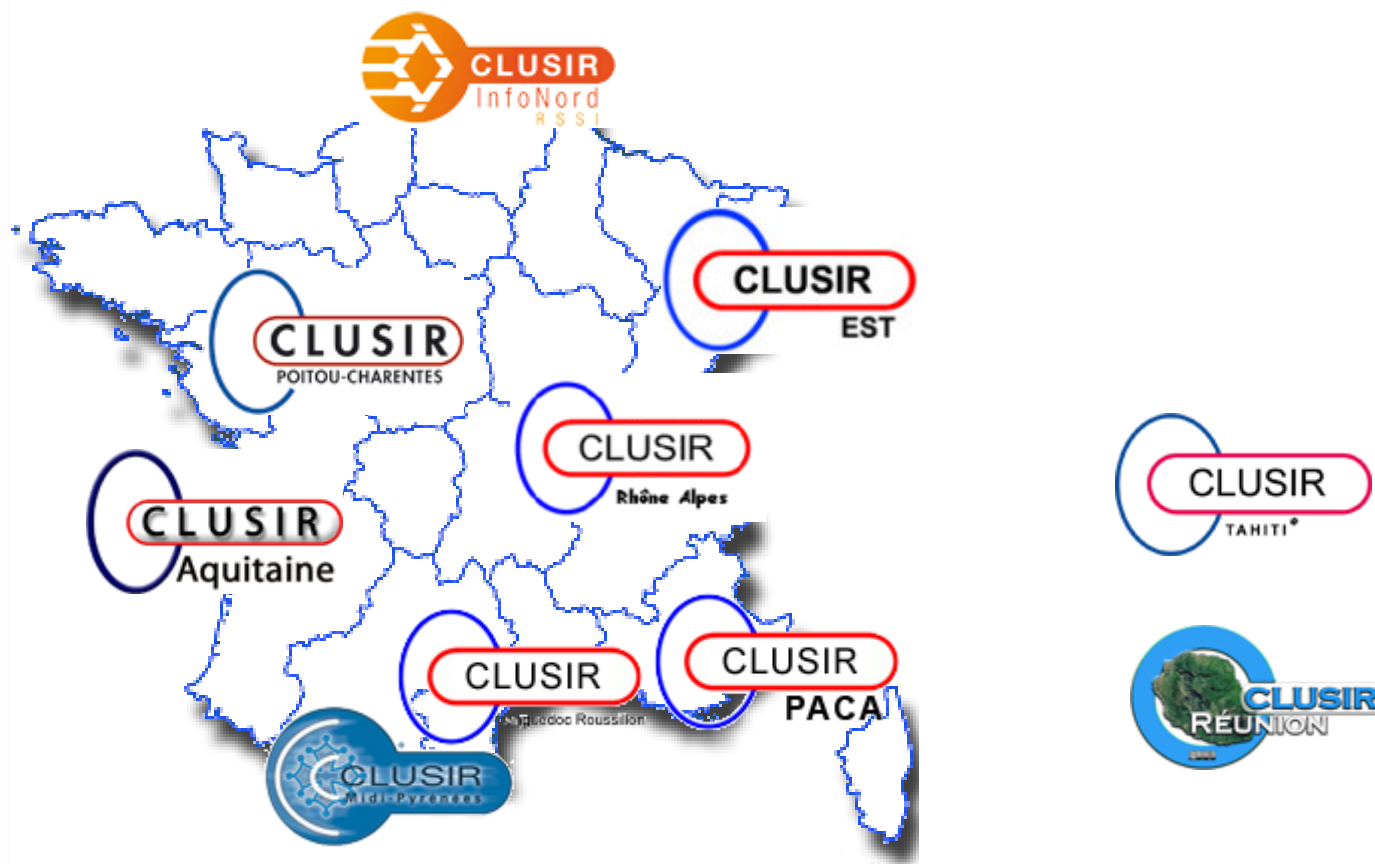 CLUSIR
InfoNord
RSSI
CLUSIR
EST
CLUSIR
POITOU-CHARENTES
CLUSIR
Rhône Alpes
CLUSIR
TAHITI
CLUSIR
Aquitaine
CLUSIR
Roussillon
CLUSIR
PACA
CLUSIR
RÉUNION
CLUSIR
Midi-Pyrénées